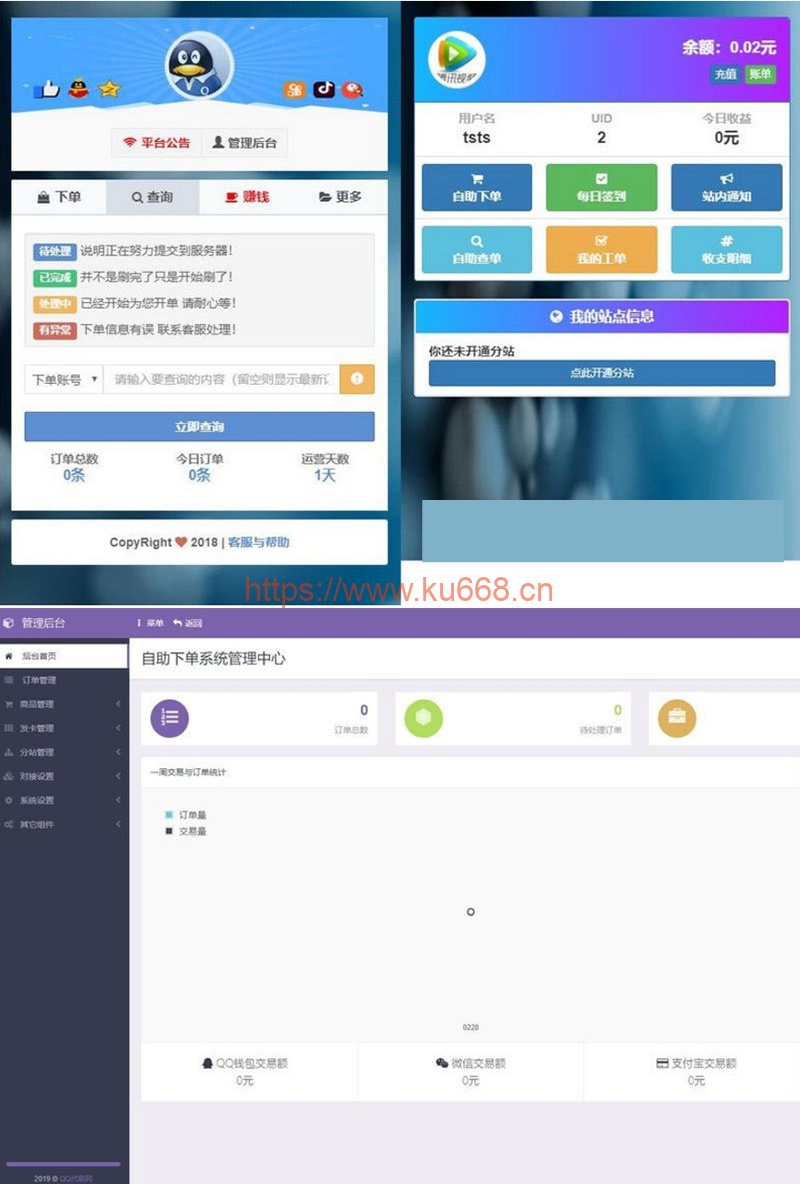 平台公告 管理后台
下单 查询 赚钱 更多
待处理 说明正在努力提交到服务器!
已完成 并不是刷完了只是开始刷了!
处理中 已经开始为您开单 请耐心等!
有异常 下单信息有误 联系客服处理!
下单账号 请输入要查询的内容（留空则显示最新订
立即查询
订单总数 今日订单 运营天数
0条 0条 1天
CopyRight 2018 | 客服与帮助
腾讯视频
余额：0.02元
充值 账单
用户名 UID 今日收益
tsts 2 0元
自助下单 每日签到 站内通知
自助查单 我的工单 收支明细
我的站点信息
你还未开通分站
点此开通分站
https://www.ku668.cn
管理后台 菜单 返回
后台首页
订单管理
商品管理
发卡管理
分站管理
对接设置
系统设置
其它组件
自助下单系统管理中心
0 0
订单总数 待处理订单
一周交易与订单统计
订单量
交易量
0228
QQ钱包交易额 微信交易额 支付宝交易额
0元 0元 0元
2019 © QQ代刷网